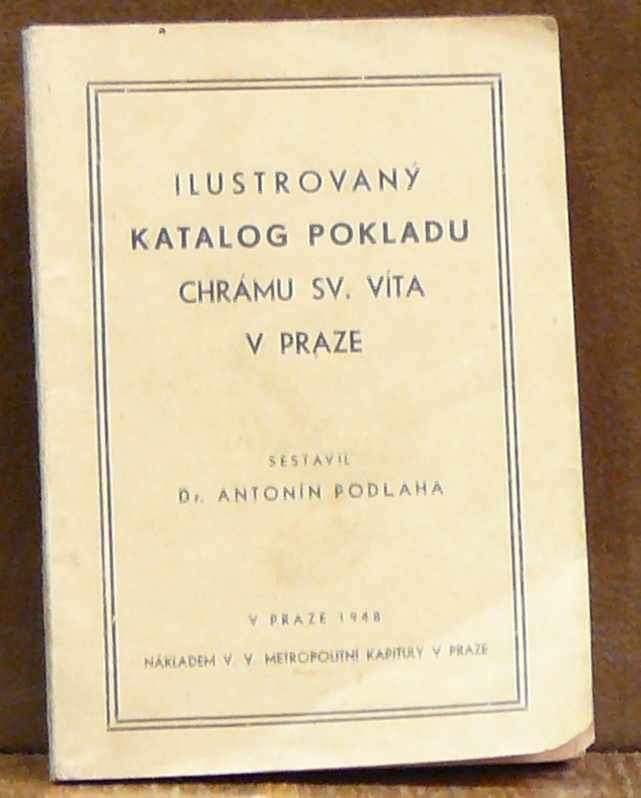 ILUSTROVANÝ
KATALOG POKLADU
CHRÁMU SV. VÍTA
V PRAZE
SESTAVIL
Dr. ANTONÍN PODLAHA
V PRAZE 1948
NÁKLADEM V. V. METROPOLITNÍ KAPITULY V PRAZE